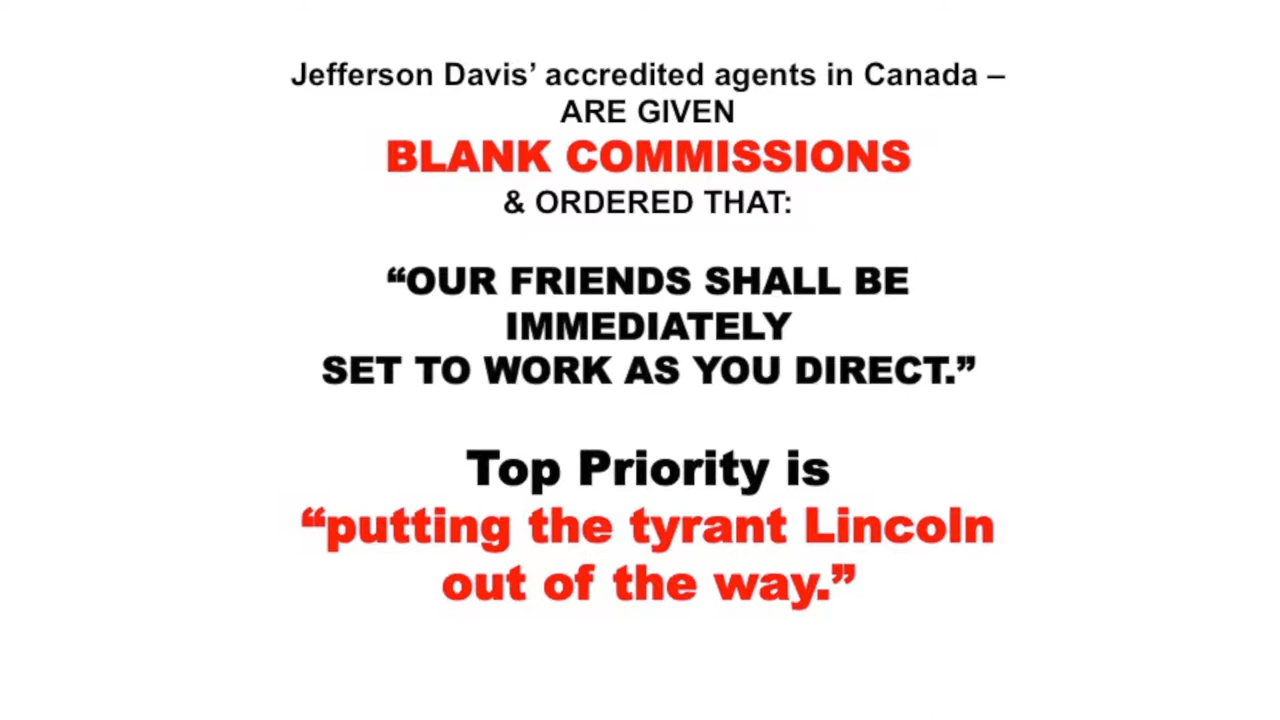 Jefferson Davis’ accredited agents in Canada –
ARE GIVEN
BLANK COMMISSIONS
& ORDERED THAT:
“OUR FRIENDS SHALL BE
IMMEDIATELY
SET TO WORK AS YOU DIRECT.”
Top Priority is
“putting the tyrant Lincoln
out of the way.”